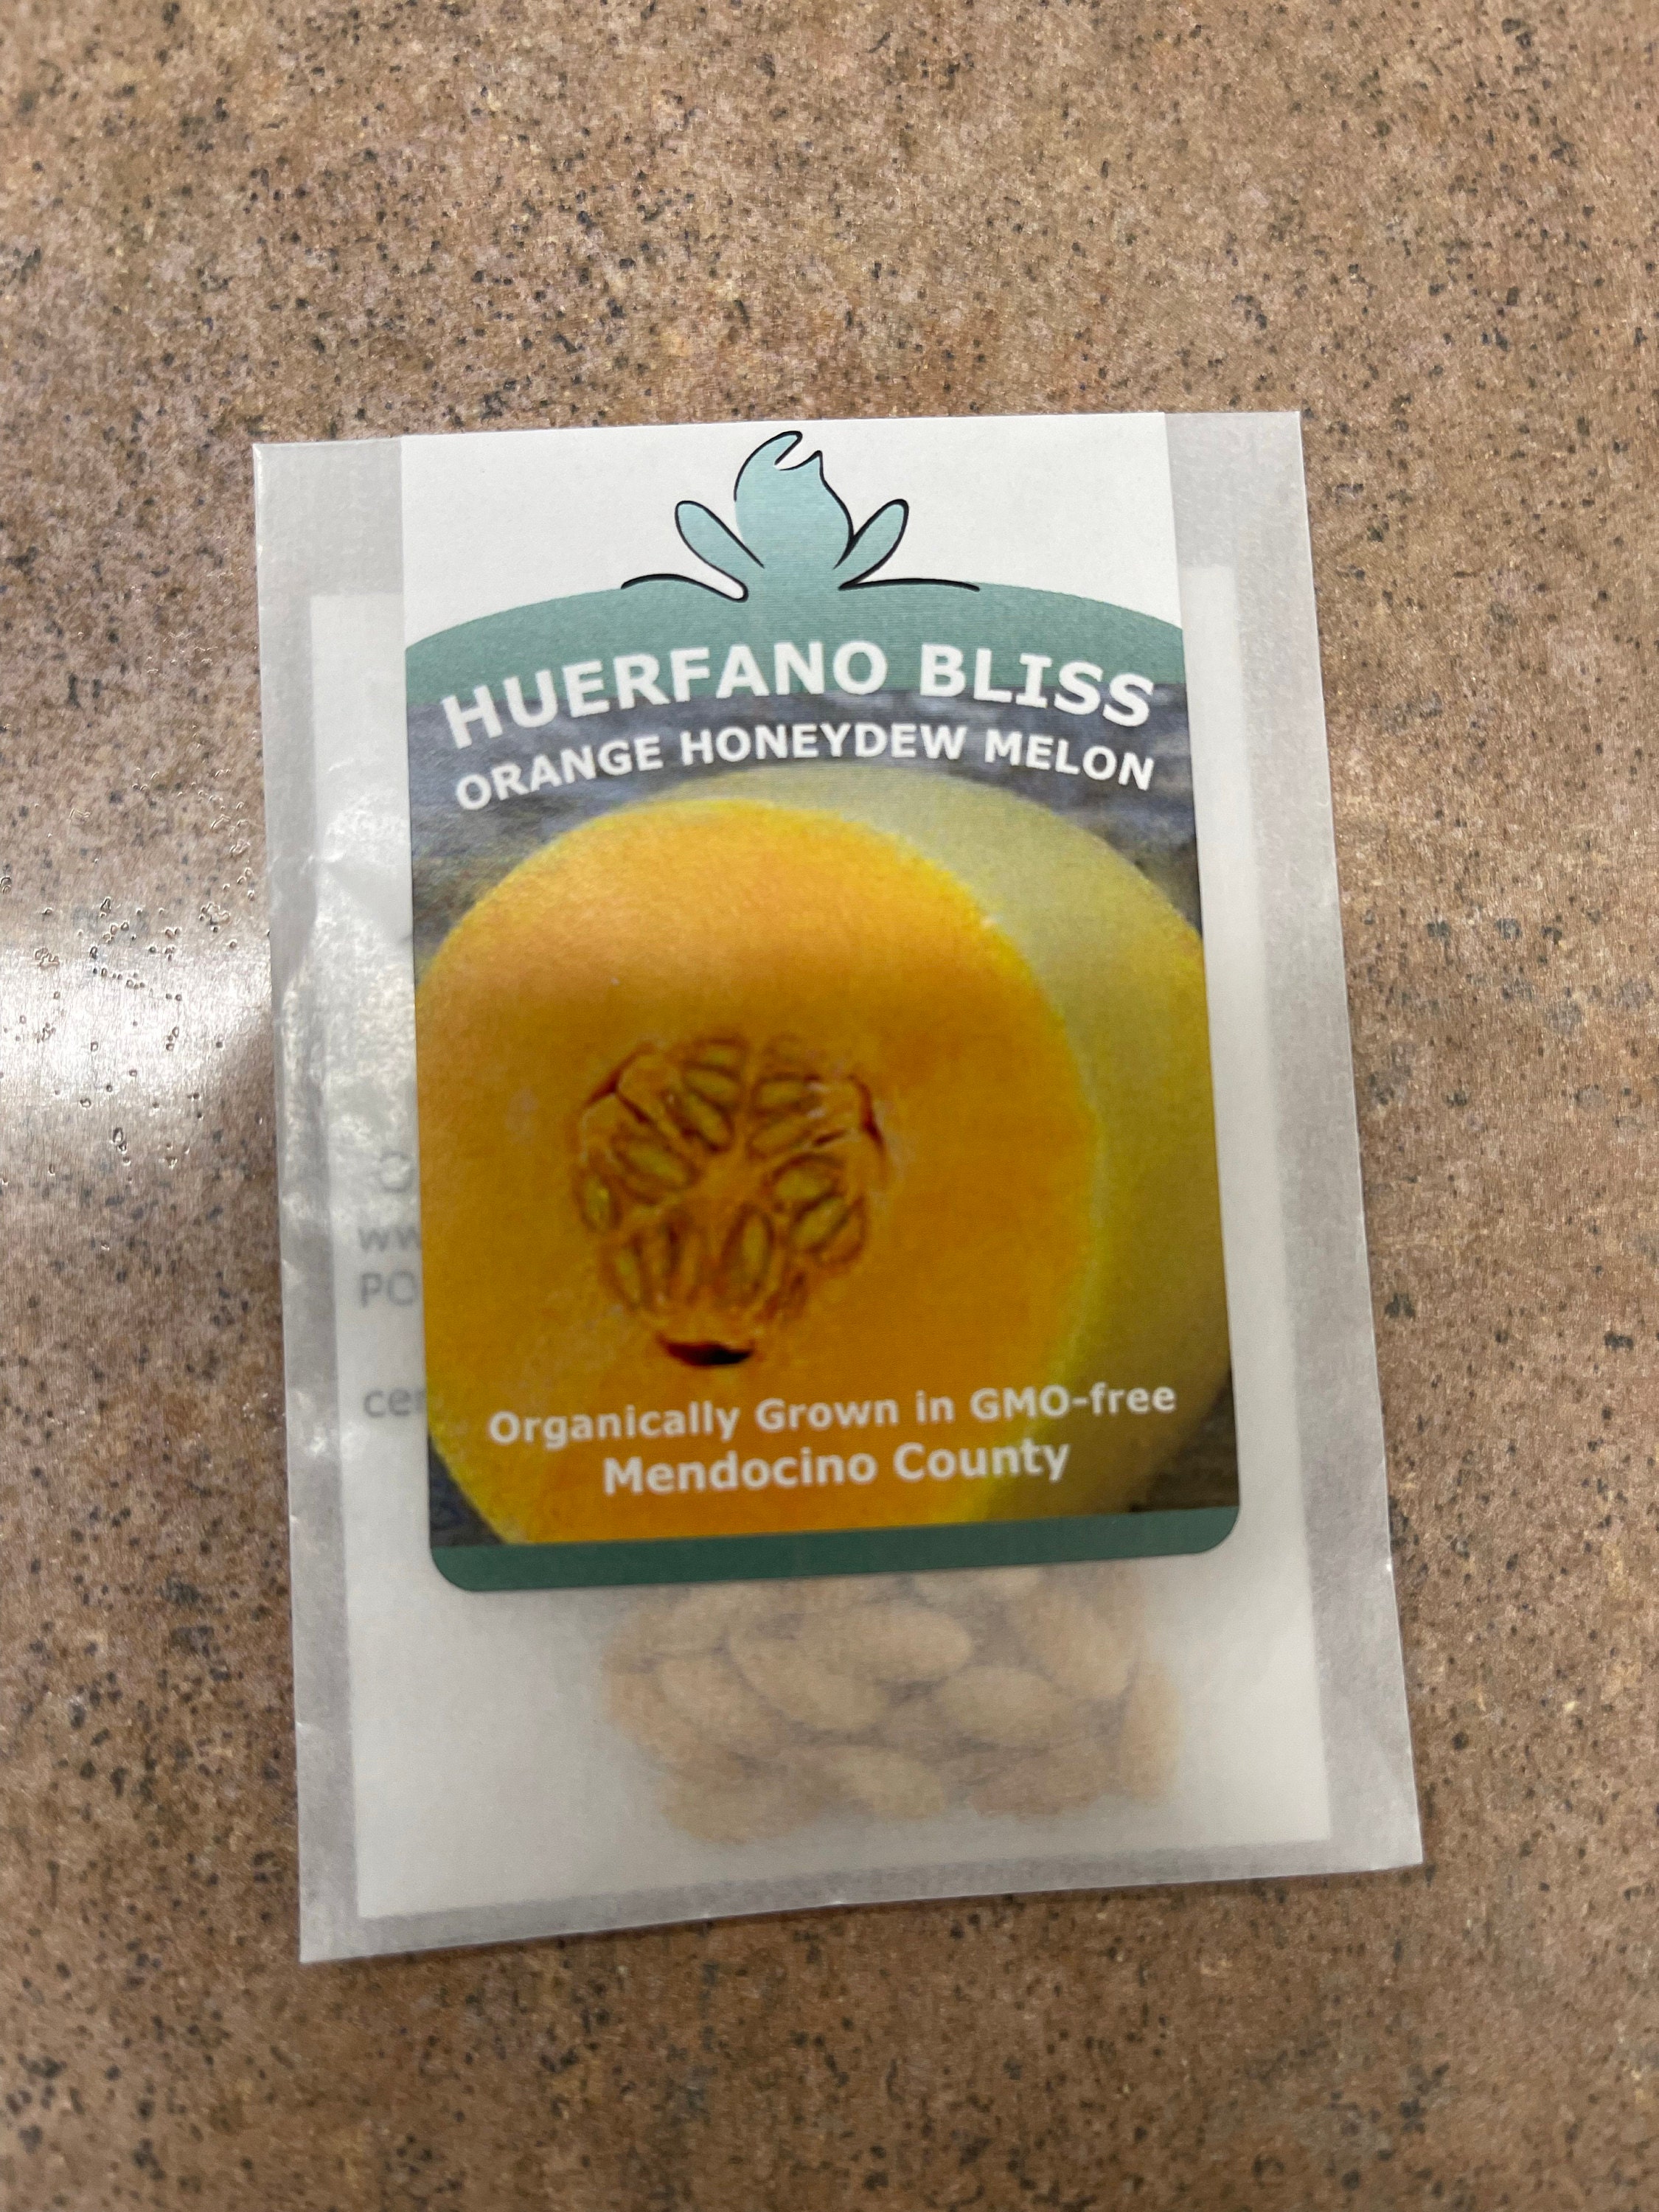 HUERFANO BLISS
ORANGE HONEYDEW MELON
Organically Grown in GMO-free
Mendocino County